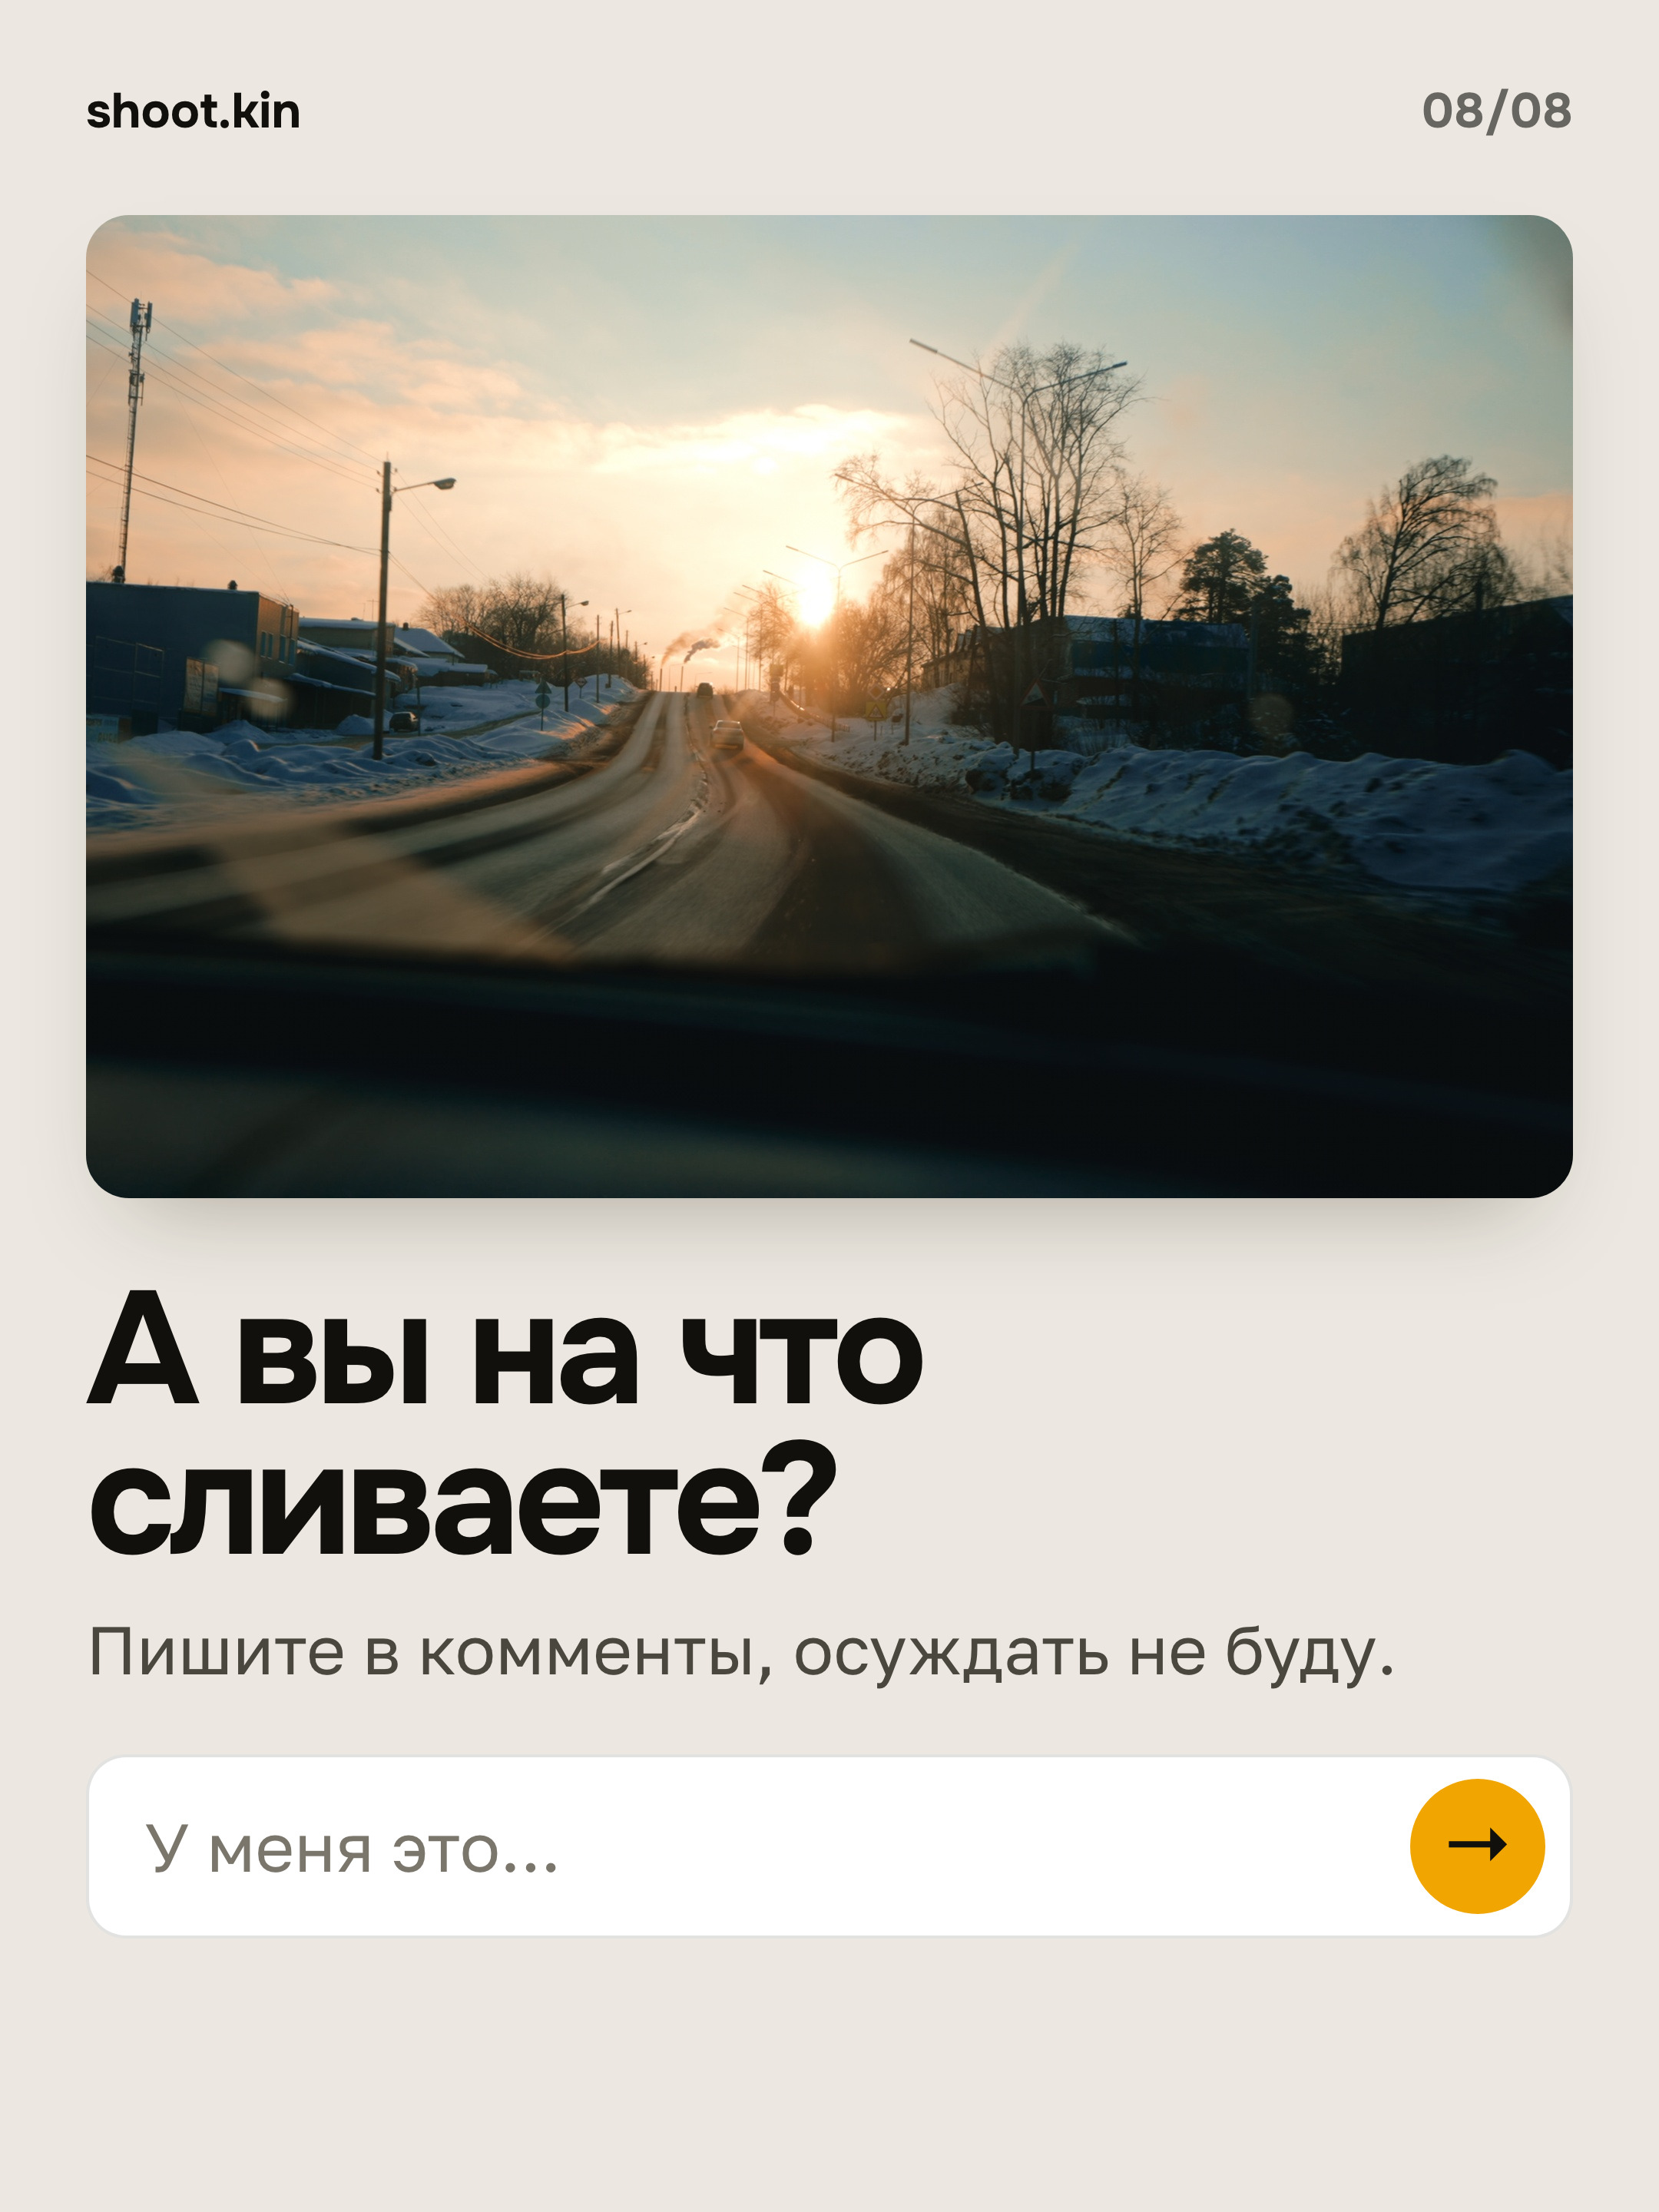 shoot.kin
08/08
А вы на что
сливаете?
Пишите в комменты, осуждать не буду.
У меня это...